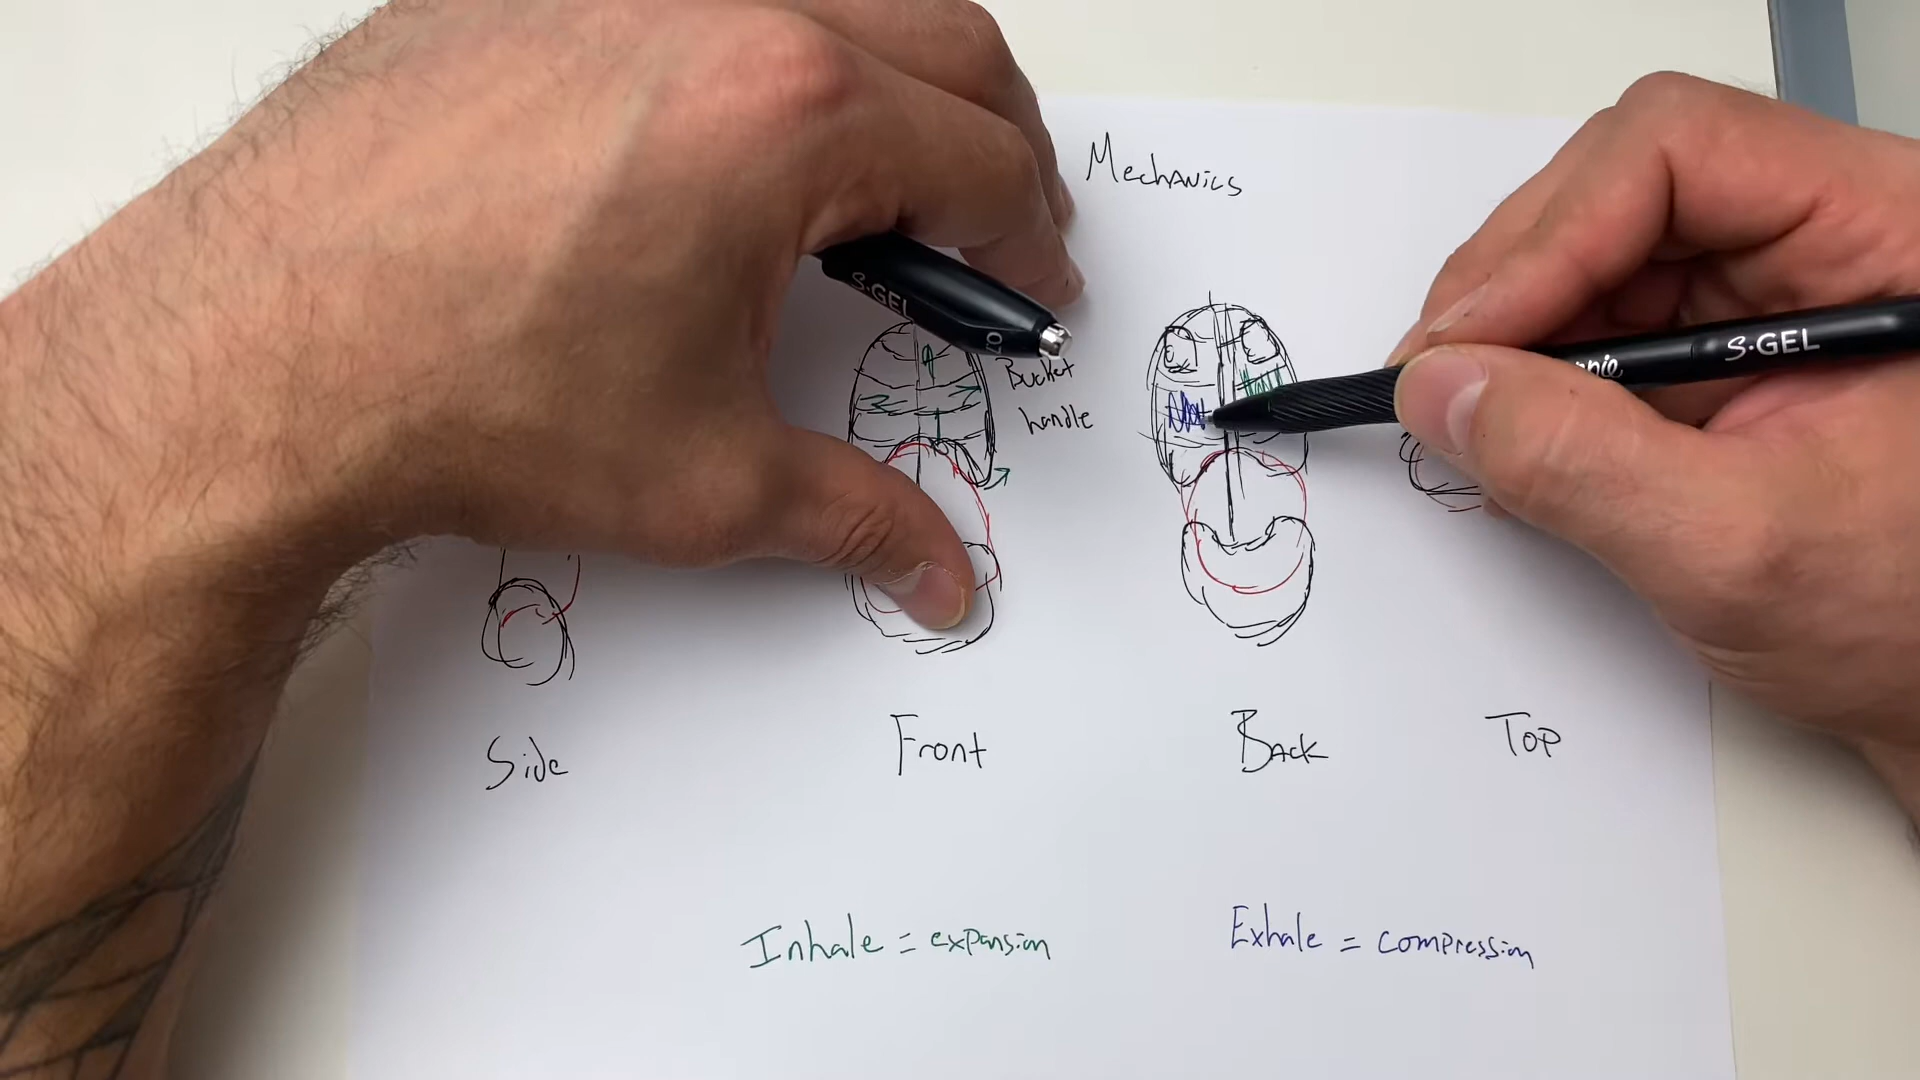 Mechanics
S·GEL
Bucket
handle
S·GEL
Side
Front
Back
Top
Inhale = expansion
Exhale = compression